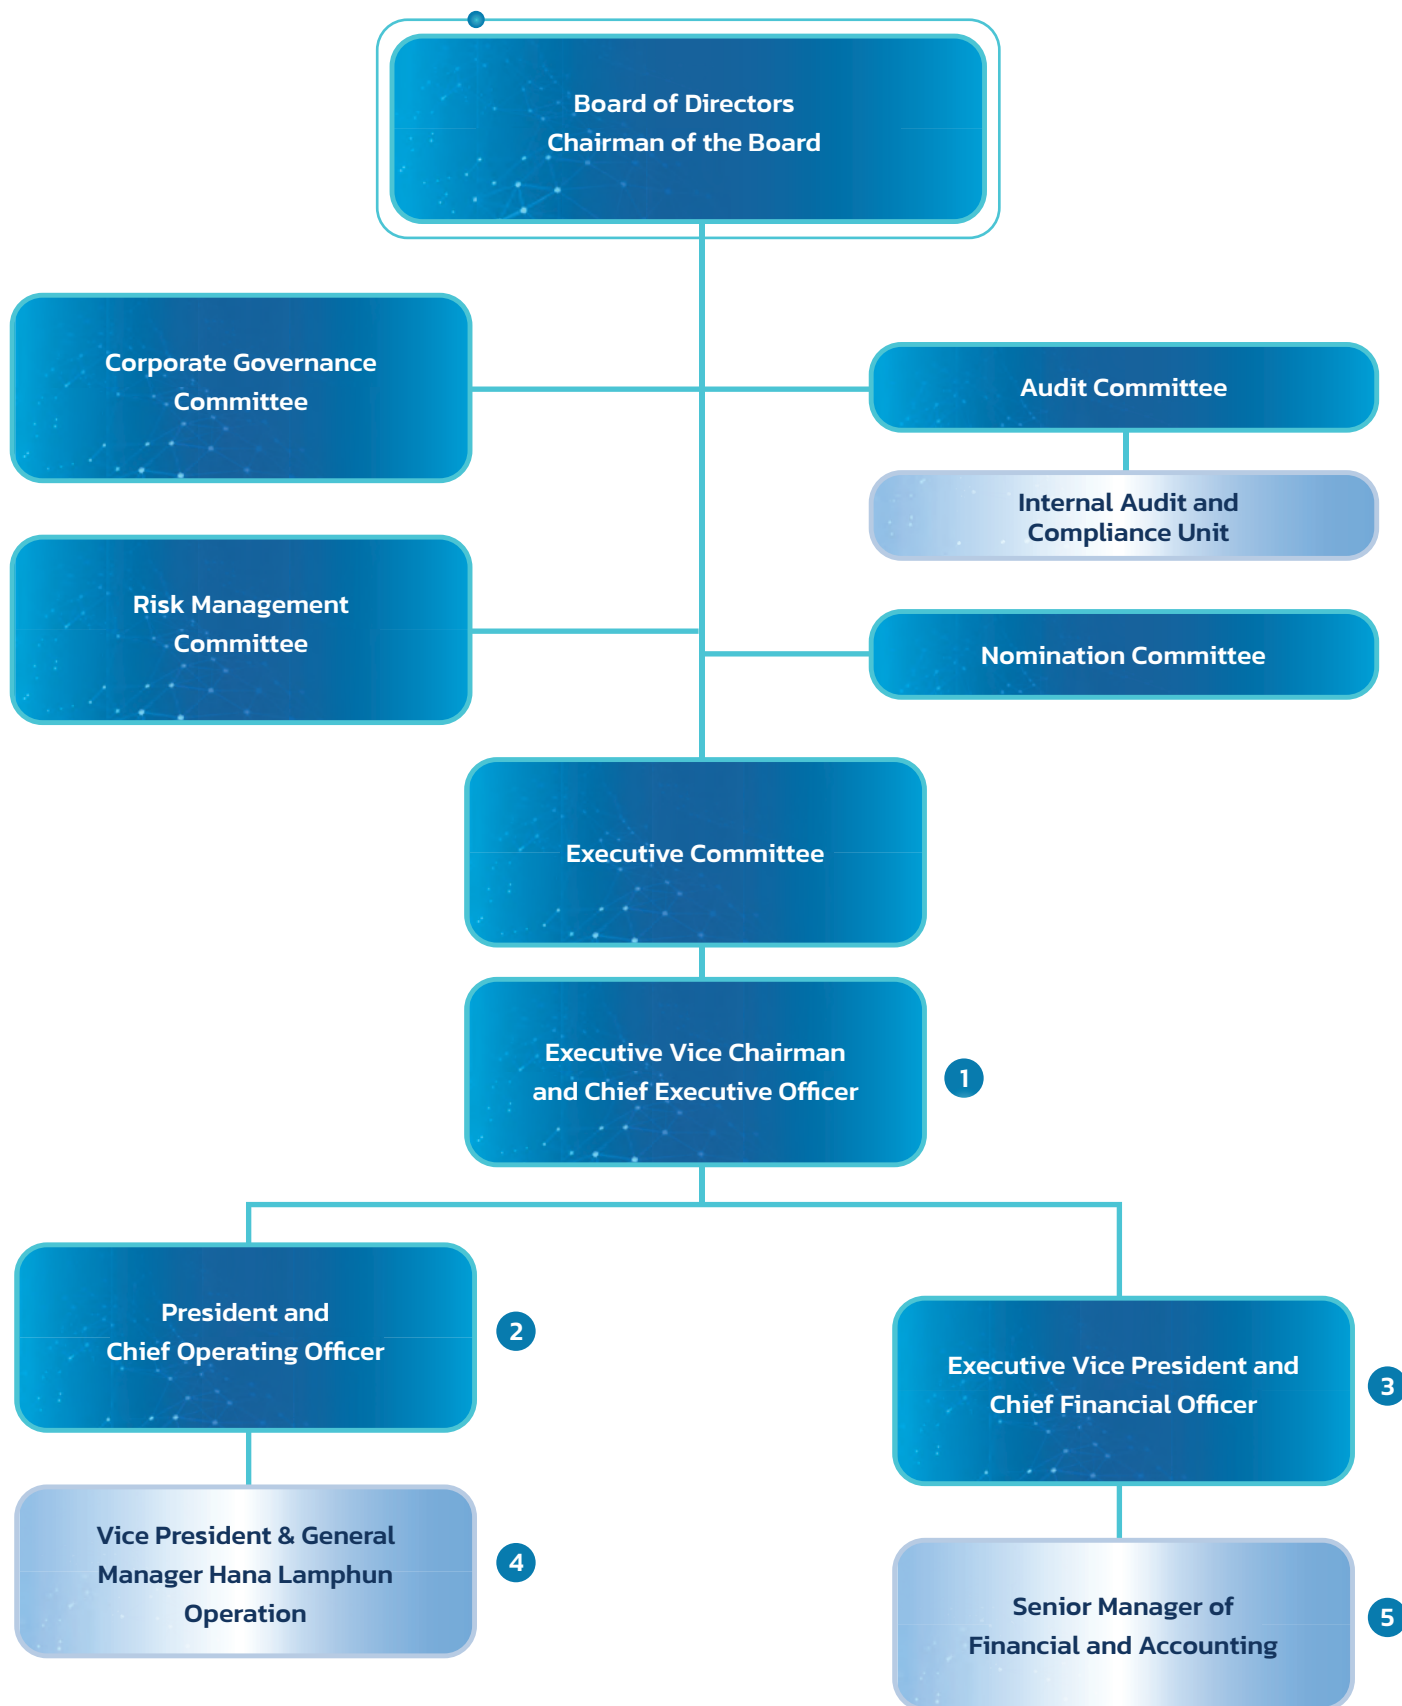 Board of Directors
Chairman of the Board
Corporate Governance
Committee
Audit Committee
Internal Audit and
Compliance Unit
Risk Management
Committee
Nomination Committee
Executive Committee
Executive Vice Chairman
and Chief Executive Officer
1
President and
Chief Operating Officer
2
Executive Vice President and
Chief Financial Officer
3
Vice President & General
Manager Hana Lamphun
Operation
4
Senior Manager of
Financial and Accounting
5